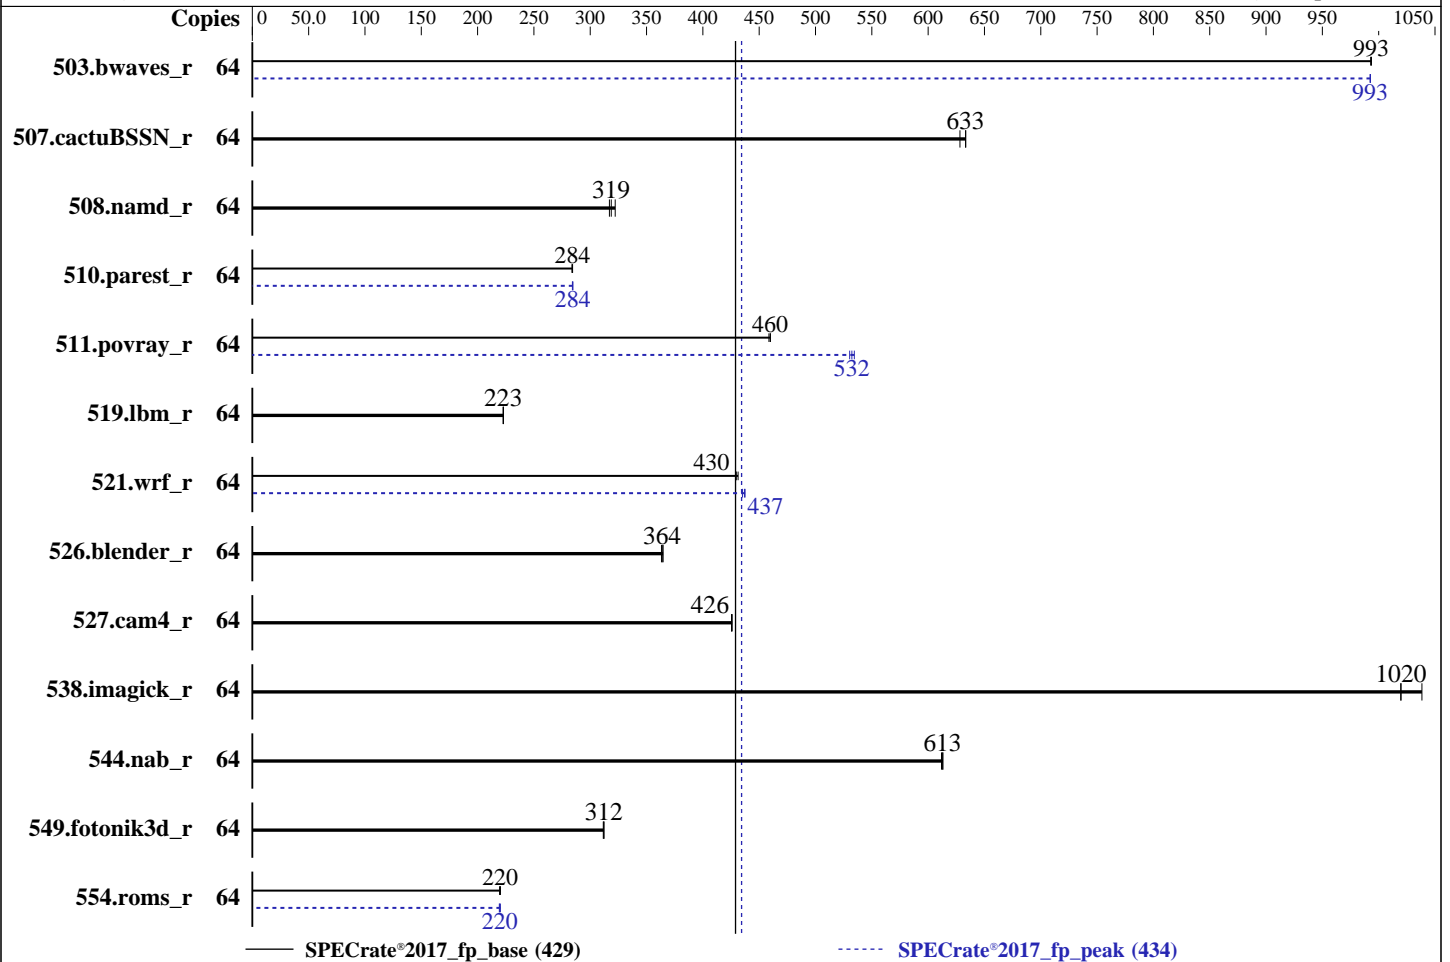 Copies 0 50.0 100 150 200 250 300 350 400 450 500 550 600 650 700 750 800 850 900 950 1050
503.bwaves_r 64 993
993
507.cactuBSSN_r 64 633
508.namd_r 64 319
510.parest_r 64 284
284
511.povray_r 64 460
532
519.lbm_r 64 223
521.wrf_r 64 430
437
526.blender_r 64 364
527.cam4_r 64 426
538.imagick_r 64 1020
544.nab_r 64 613
549.fotonik3d_r 64 312
554.roms_r 64 220
220
SPECrate®2017_fp_base (429) SPECrate®2017_fp_peak (434)